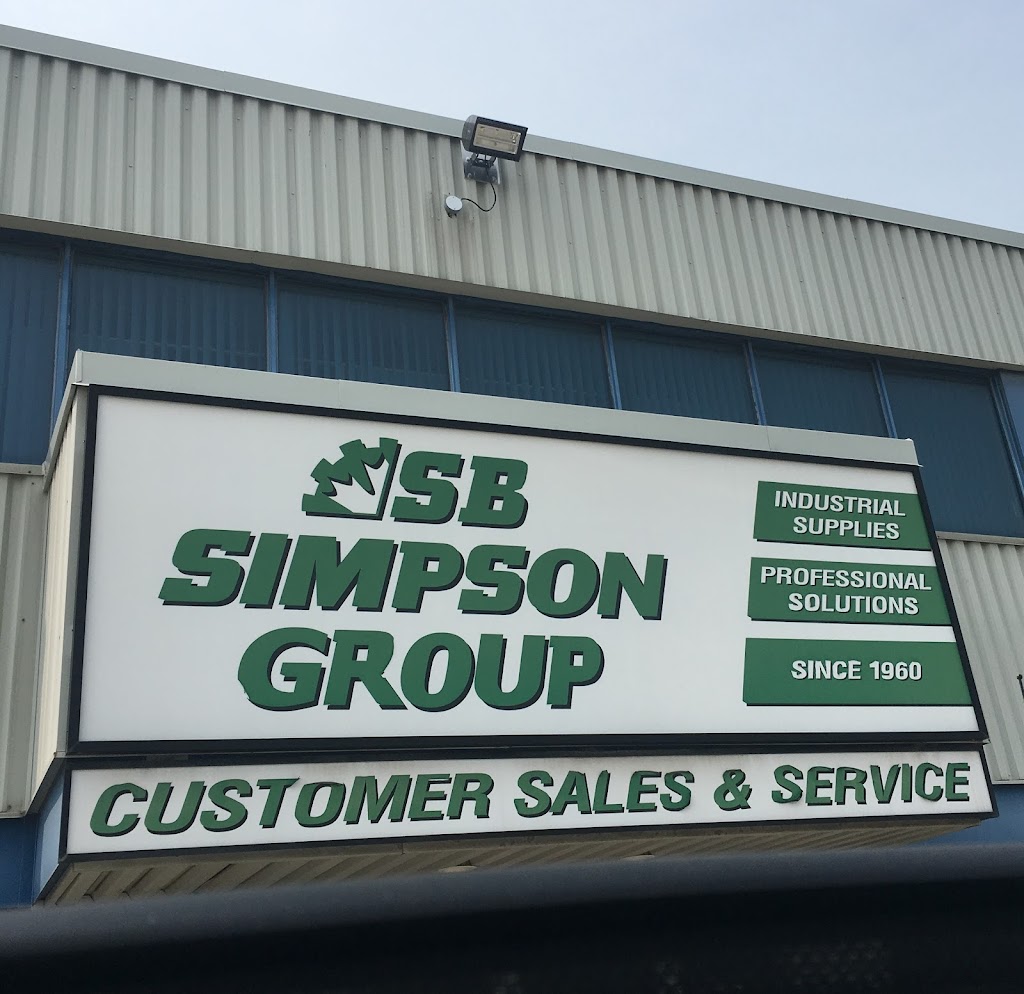 SB
SIMPSON
GROUP
INDUSTRIAL
SUPPLIES
PROFESSIONAL
SOLUTIONS
SINCE 1960
CUSTOMER SALES & SERVICE